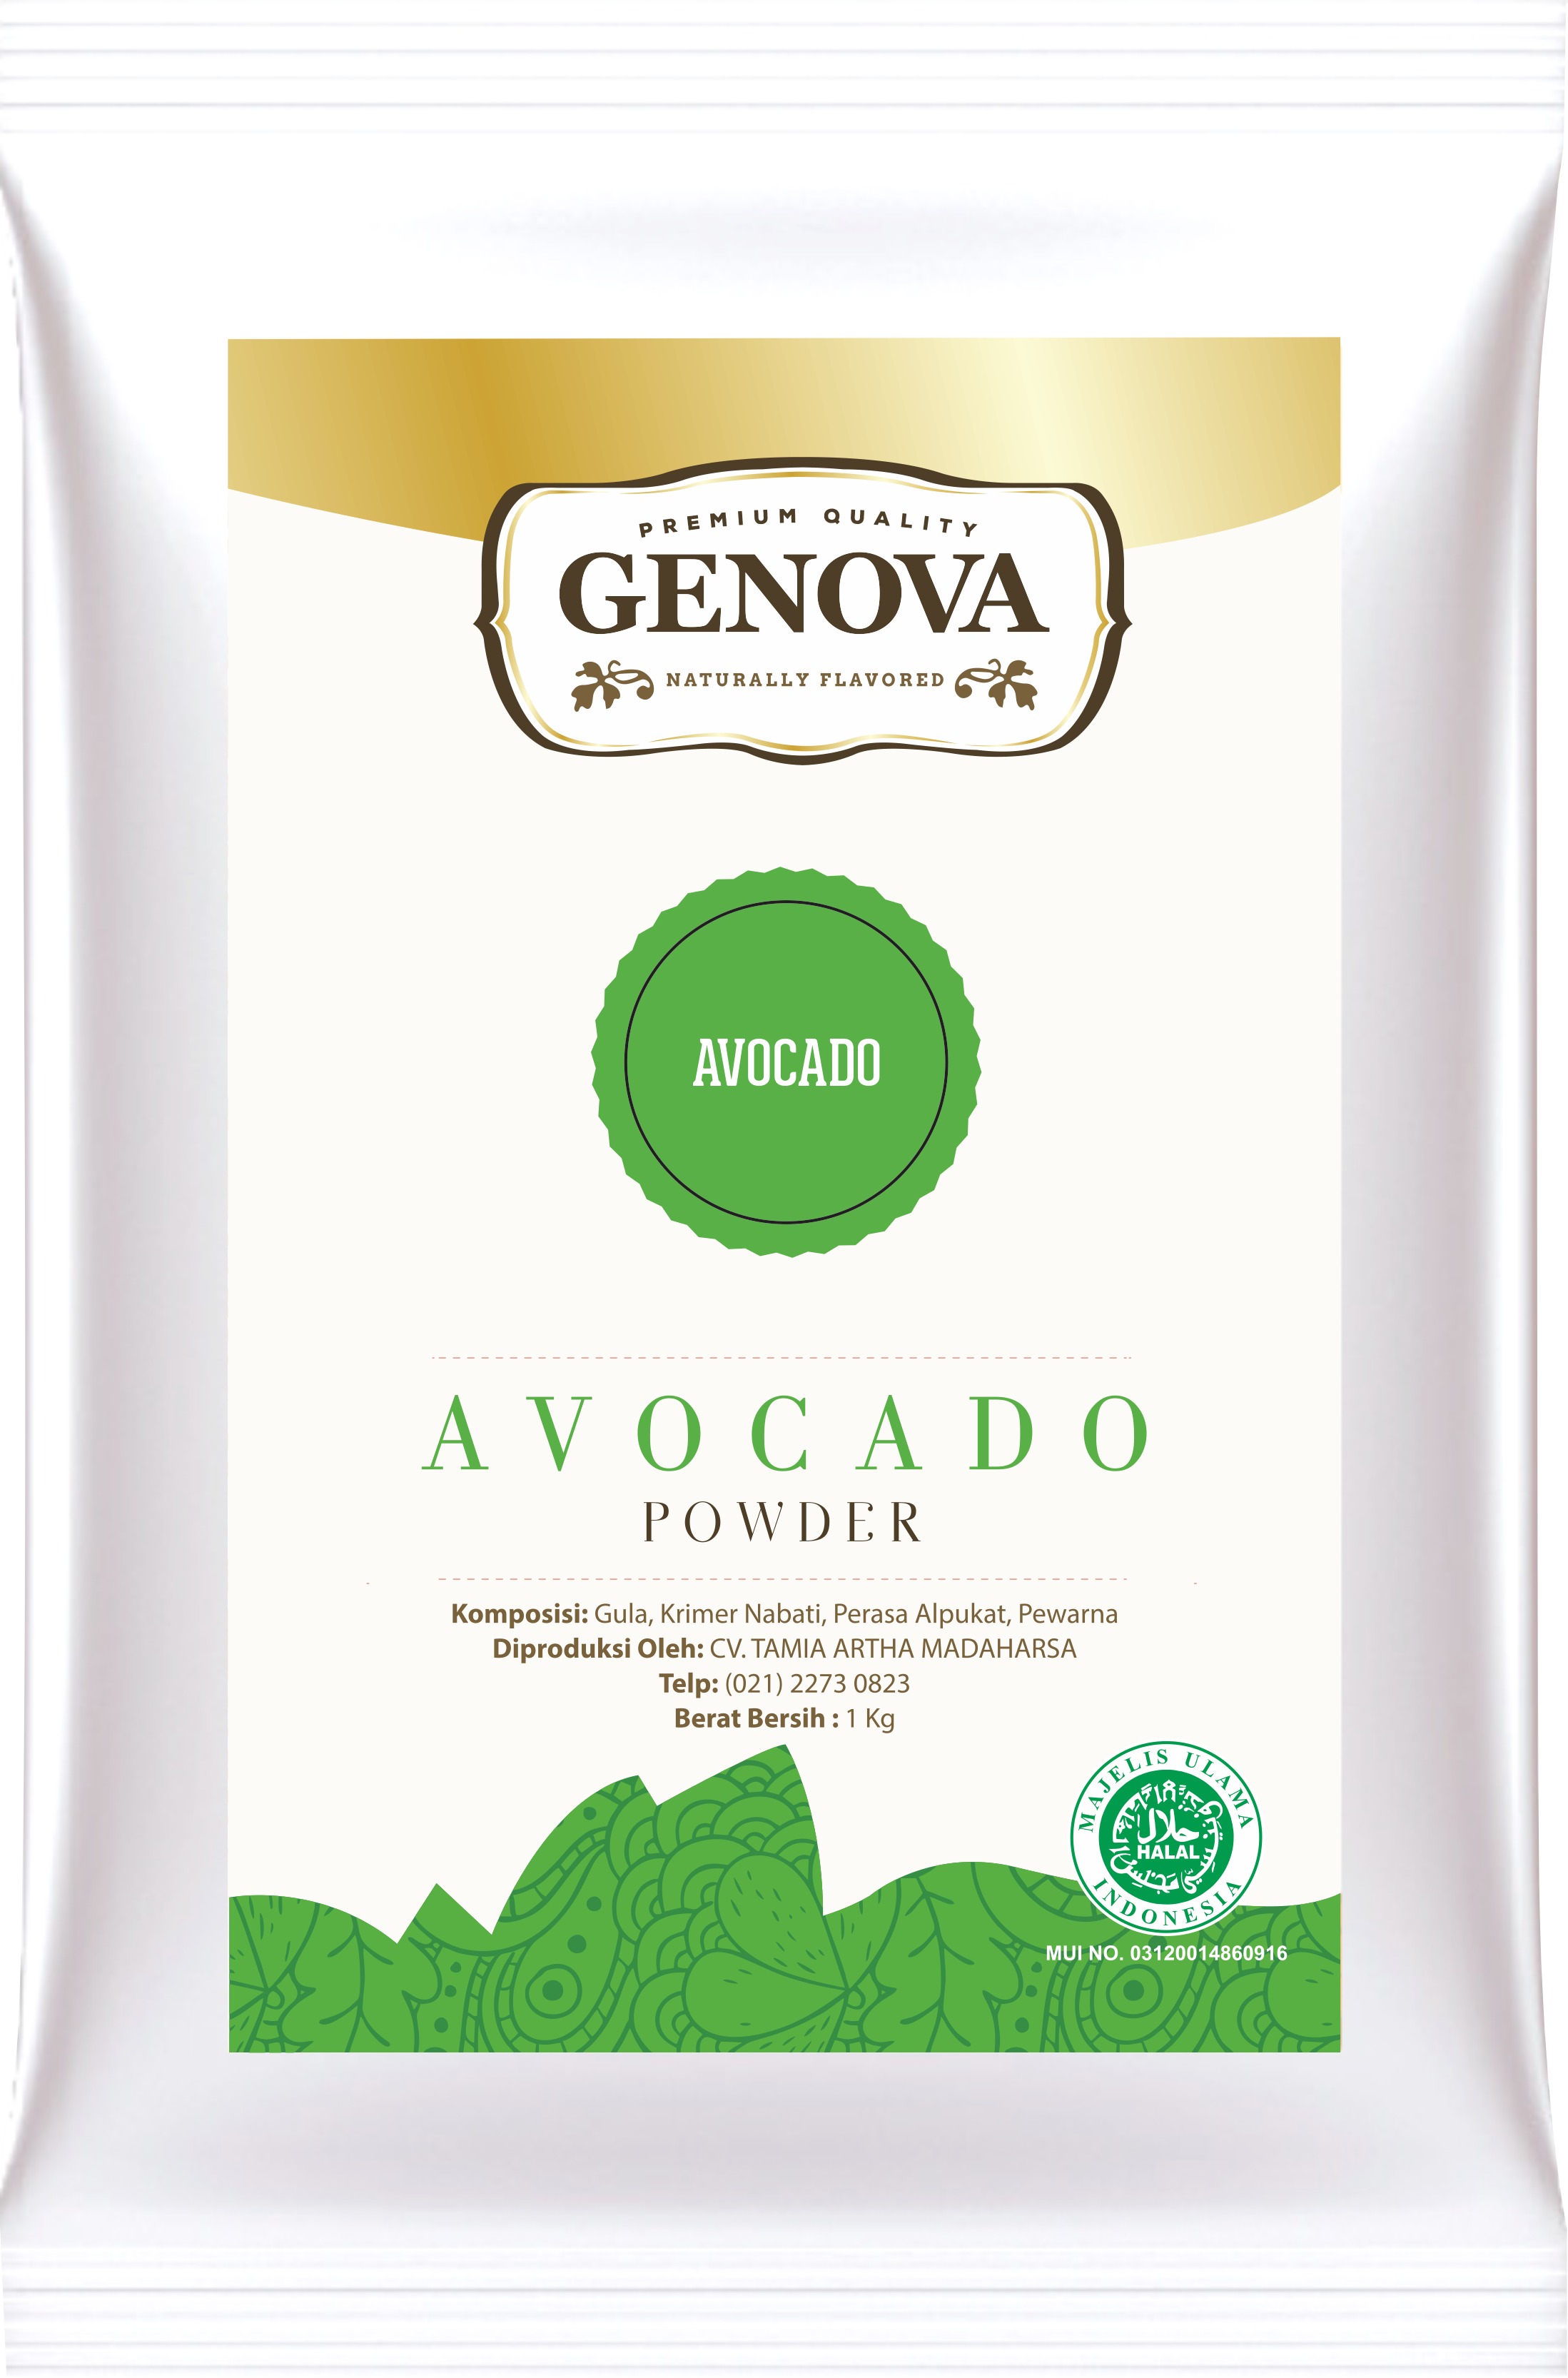 PREMIUM QUALITY
GENOVA
NATURALLY FLAVORED
AVOCADO
AVOCADO
POWDER
Komposisi: Gula, Krimer Nabati, Perasa Alpukat, Pewarna
Diproduksi Oleh: CV. TAMIA ARTHA MADAHARSA
Telp: (021) 2273 0823
Berat Bersih : 1 Kg
MAJELIS ULAMA
حلال
HALAL
INDONESIA
MUI NO. 03120014860916